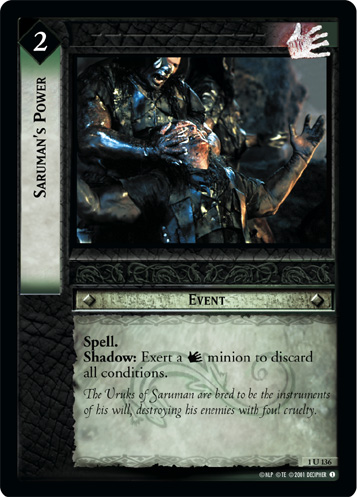 2
SARUMAN'S POWER
EVENT
Spell.
Shadow: Exert a minion to discard
all conditions.
The Uruks of Saruman are bred to be the instruments
of his will, destroying his enemies with foul cruelty.
1 U 136
©NLP ©TE ©2001 DECIPHER 1